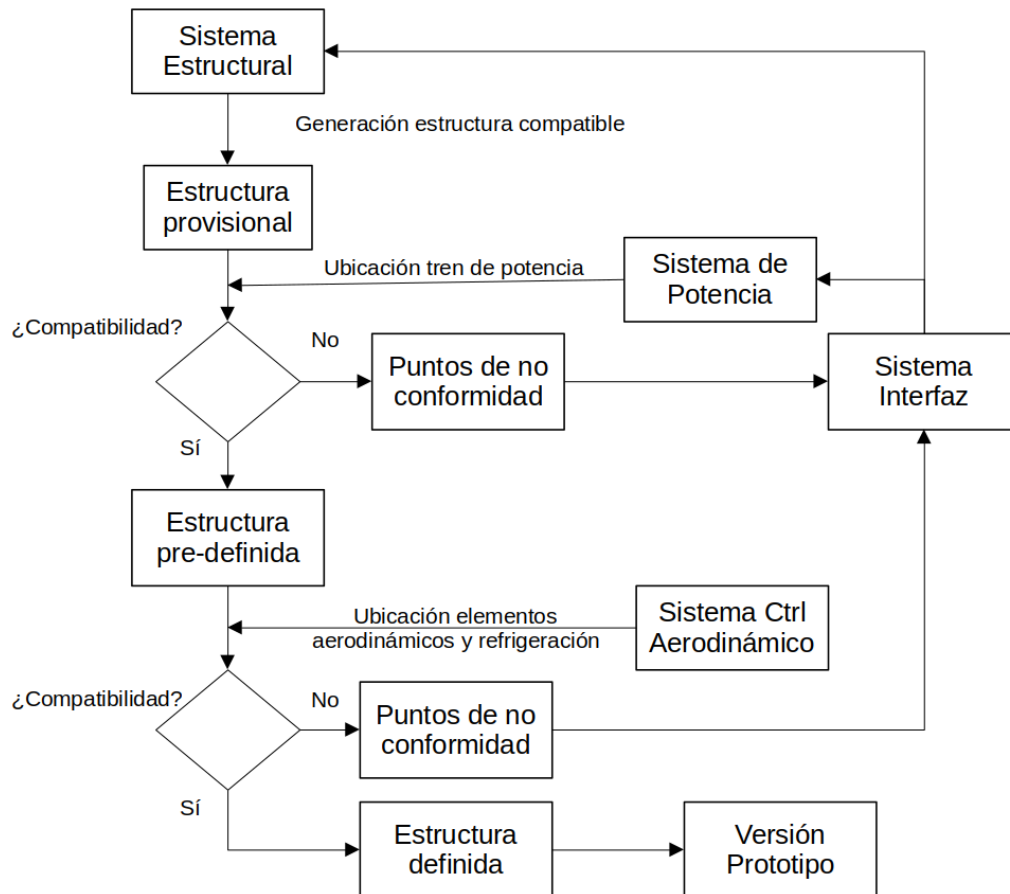 Sistema
Estructural
Generación estructura compatible
Estructura
provisional
Ubicación tren de potencia
Sistema de
Potencia
¿Compatibilidad?
No
Puntos de no
conformidad
Sistema
Interfaz
Sí
Estructura
pre-definida
Ubicación elementos
aerodinámicos y refrigeración
Sistema Ctrl
Aerodinámico
¿Compatibilidad?
No
Puntos de no
conformidad
Sí
Estructura
definida
Versión
Prototipo